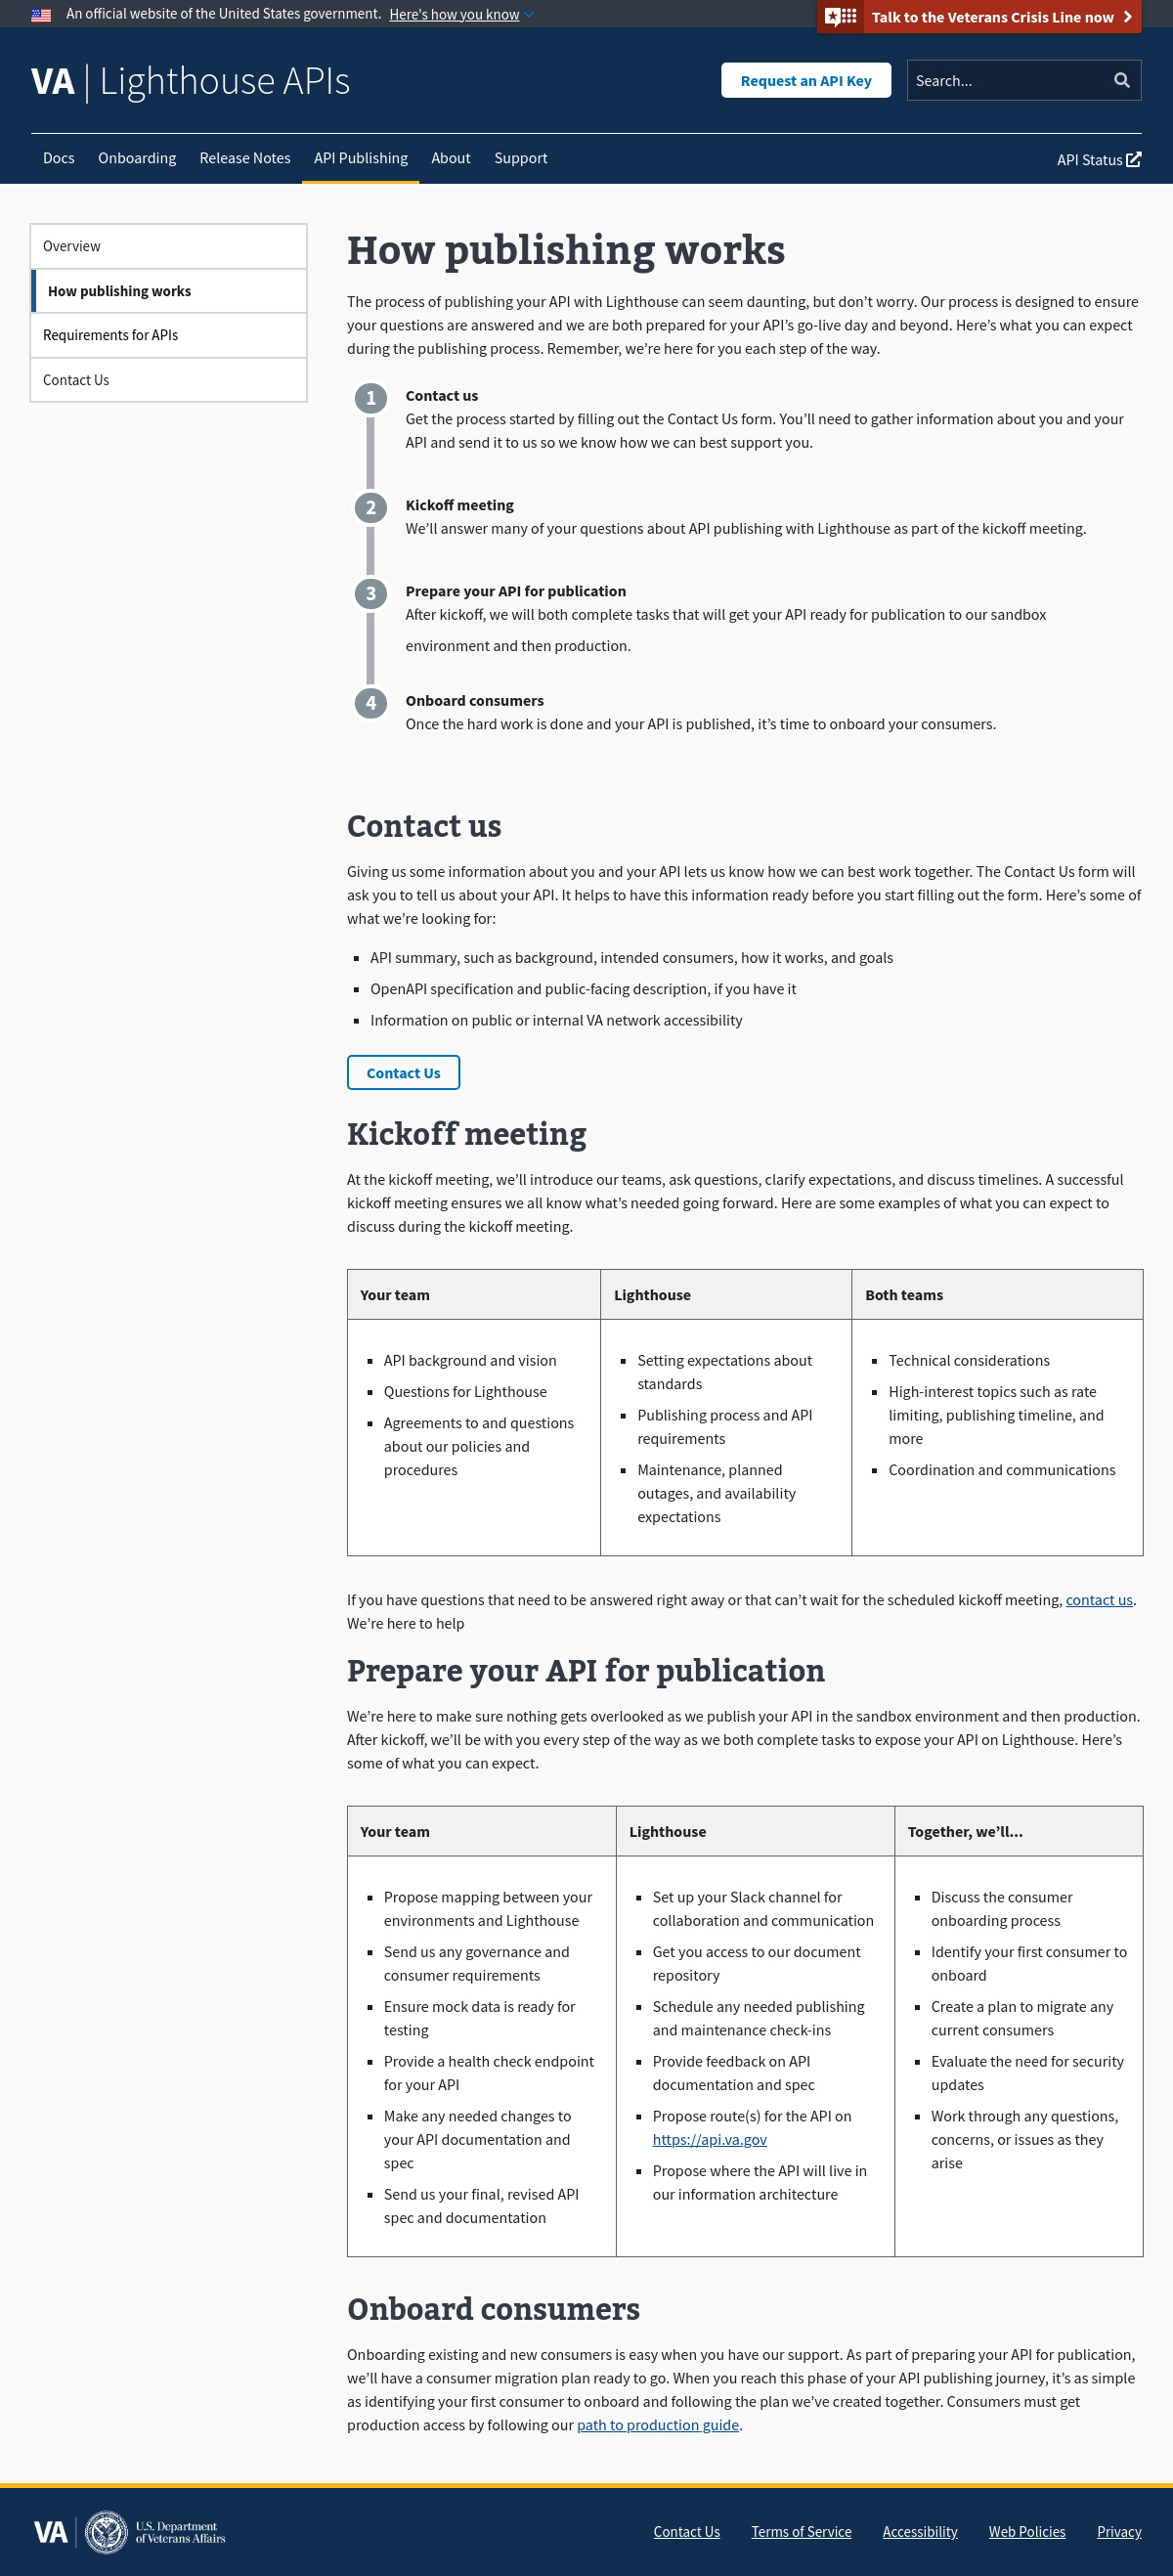 An official website of the United States government. Here's how you know
Talk to the Veterans Crisis Line now
VA | Lighthouse APIs
Request an API Key
Search...
Docs Onboarding Release Notes API Publishing About Support
API Status
Overview
How publishing works
Requirements for APIs
Contact Us
How publishing works
The process of publishing your API with Lighthouse can seem daunting, but don’t worry. Our process is designed to ensure
your questions are answered and we are both prepared for your API’s go-live day and beyond. Here’s what you can expect
during the publishing process. Remember, we’re here for you each step of the way.
1 Contact us
Get the process started by filling out the Contact Us form. You’ll need to gather information about you and your
API and send it to us so we know how we can best support you.
2 Kickoff meeting
We’ll answer many of your questions about API publishing with Lighthouse as part of the kickoff meeting.
3 Prepare your API for publication
After kickoff, we will both complete tasks that will get your API ready for publication to our sandbox
environment and then production.
4 Onboard consumers
Once the hard work is done and your API is published, it’s time to onboard your consumers.
Contact us
Giving us some information about you and your API lets us know how we can best work together. The Contact Us form will
ask you to tell us about your API. It helps to have this information ready before you start filling out the form. Here’s some of
what we’re looking for:
API summary, such as background, intended consumers, how it works, and goals
OpenAPI specification and public-facing description, if you have it
Information on public or internal VA network accessibility
Contact Us
Kickoff meeting
At the kickoff meeting, we’ll introduce our teams, ask questions, clarify expectations, and discuss timelines. A successful
kickoff meeting ensures we all know what’s needed going forward. Here are some examples of what you can expect to
discuss during the kickoff meeting.
Your team
Lighthouse
Both teams
API background and vision
Questions for Lighthouse
Agreements to and questions
about our policies and
procedures
Setting expectations about
standards
Publishing process and API
requirements
Maintenance, planned
outages, and availability
expectations
Technical considerations
High-interest topics such as rate
limiting, publishing timeline, and
more
Coordination and communications
If you have questions that need to be answered right away or that can’t wait for the scheduled kickoff meeting, contact us.
We’re here to help
Prepare your API for publication
We’re here to make sure nothing gets overlooked as we publish your API in the sandbox environment and then production.
After kickoff, we’ll be with you every step of the way as we both complete tasks to expose your API on Lighthouse. Here’s
some of what you can expect.
Your team
Lighthouse
Together, we’ll...
Propose mapping between your
environments and Lighthouse
Send us any governance and
consumer requirements
Ensure mock data is ready for
testing
Provide a health check endpoint
for your API
Make any needed changes to
your API documentation and
spec
Send us your final, revised API
spec and documentation
Set up your Slack channel for
collaboration and communication
Get you access to our document
repository
Schedule any needed publishing
and maintenance check-ins
Provide feedback on API
documentation and spec
Propose route(s) for the API on
https://api.va.gov
Propose where the API will live in
our information architecture
Discuss the consumer
onboarding process
Identify your first consumer to
onboard
Create a plan to migrate any
current consumers
Evaluate the need for security
updates
Work through any questions,
concerns, or issues as they
arise
Onboard consumers
Onboarding existing and new consumers is easy when you have our support. As part of preparing your API for publication,
we’ll have a consumer migration plan ready to go. When you reach this phase of your API publishing journey, it’s as simple
as identifying your first consumer to onboard and following the plan we’ve created together. Consumers must get
production access by following our path to production guide.
VA
U.S. Department
of Veterans Affairs
Contact Us Terms of Service Accessibility Web Policies Privacy